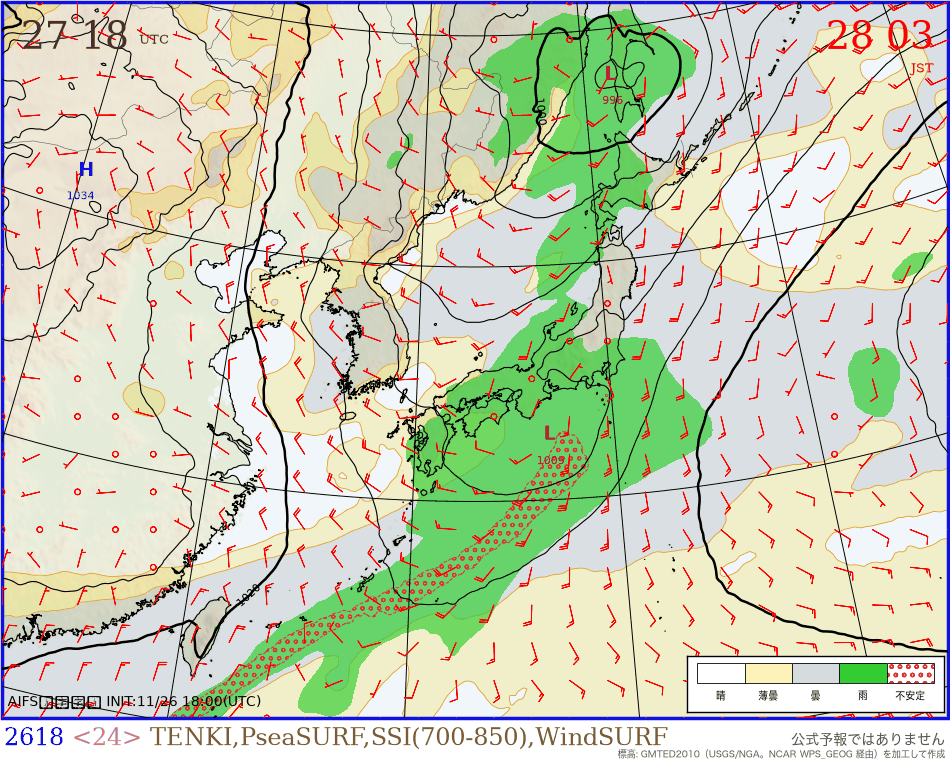 27 18 UTC
28 03
JST
L
996
1000
H
1034
L
1009
1020
AIFS
INIT:11/26 18:00(UTC)
晴 薄曇 曇 雨 不安定
2618 <24> TENKI,PseaSURF,SSI(700-850),WindSURF
公式予報ではありません
標高: GMTED2010（USGS/NGA。NCAR WPS_GEOG 経由）を加工して作成